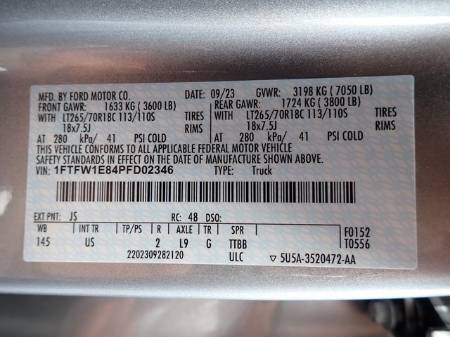 MFD. BY FORD MOTOR CO. 09/23 GVWR: 3198 KG ( 7050 LB)
FRONT GAWR: 1633 KG ( 3600 LB) REAR GAWR: 1724 KG ( 3800 LB)
WITH LT265/70R18C 113/110S TIRES WITH LT265/70R18C 113/110S TIRES
18x7.5J RIMS 18x7.5J RIMS
AT 280 kPa/ 41 PSI COLD AT 280 kPa/ 41 PSI COLD
THIS VEHICLE CONFORMS TO ALL APPLICABLE FEDERAL MOTOR VEHICLE
SAFETY STANDARDS IN EFFECT ON THE DATE OF MANUFACTURE SHOWN ABOVE.
VIN: 1FTFW1E84PFD02346 TYPE: Truck
EXT PNT: JS RC: 48 DSO:
WB INT TR TP/PS R AXLE TR SPR F0152
145 US 2 L9 G TTBB T0556
2202309282120 ULC ▽ 5U5A-3520472-AA